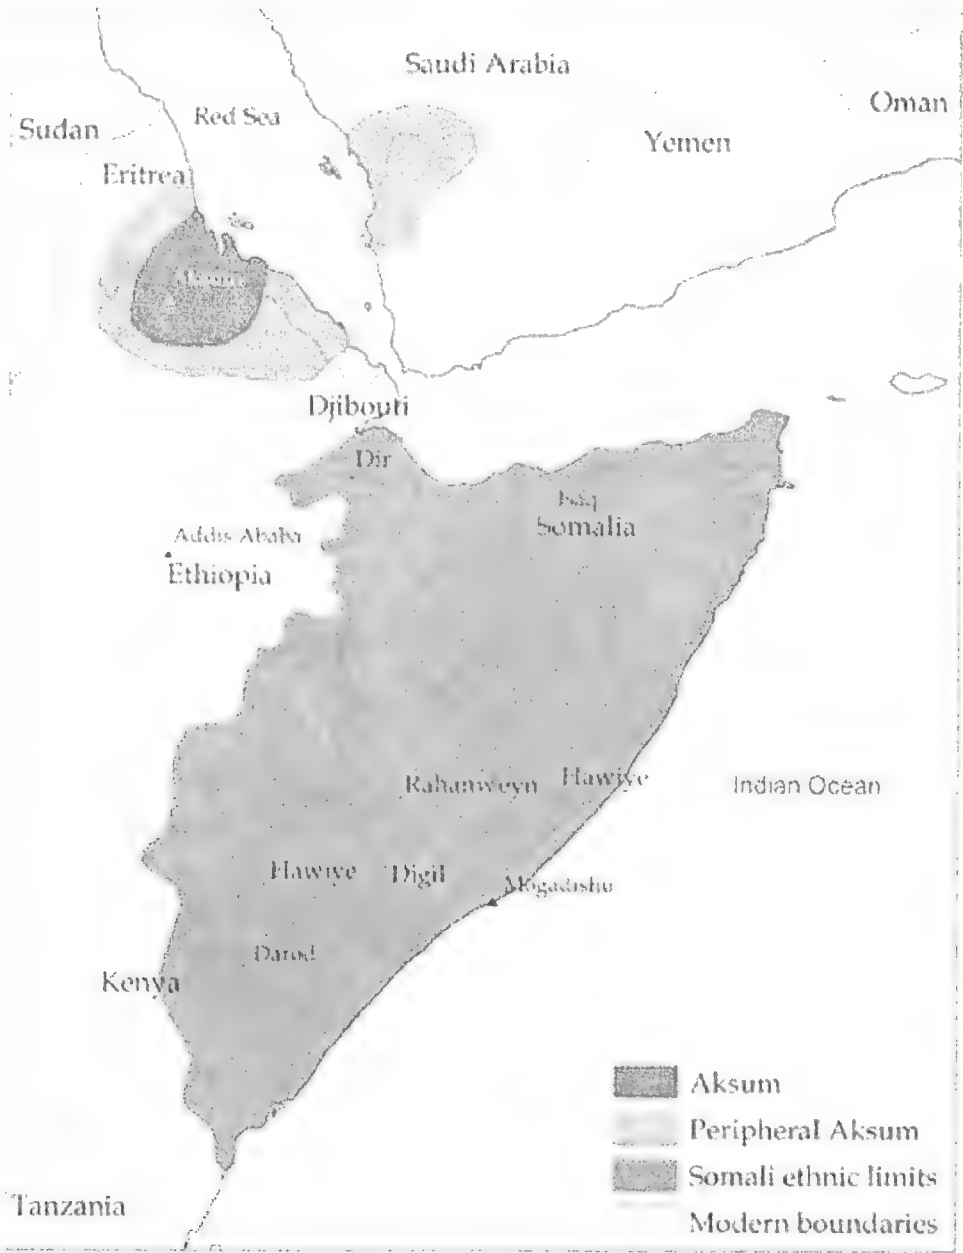 Saudi Arabia
Oman
Red Sea
Sudan
Yemen
Eritrea
Djibouti
Dir
Isaq
Somalia
Addis Ababa
Ethiopia
Rahanweyn
Hawiye
Indian Ocean
Hawiye
Digil
Mogadishu
Darod
Kenya
Aksum
Peripheral Aksum
Somali ethnic limits
Tanzania
Modern boundaries